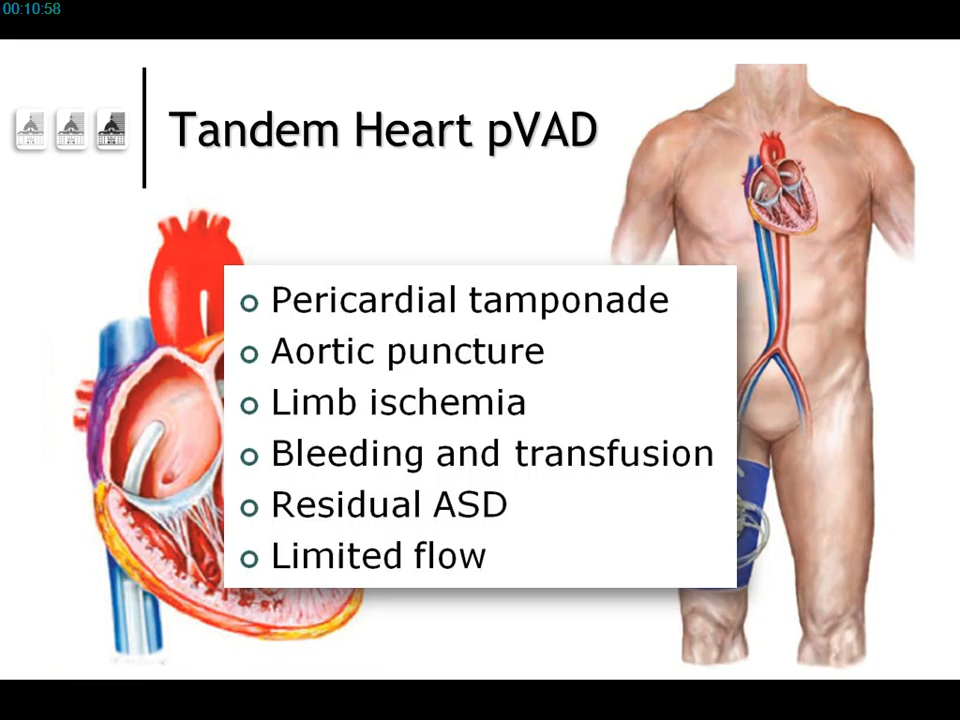 00:10:58
Tandem Heart pVAD
Pericardial tamponade
Aortic puncture
Limb ischemia
Bleeding and transfusion
Residual ASD
Limited flow